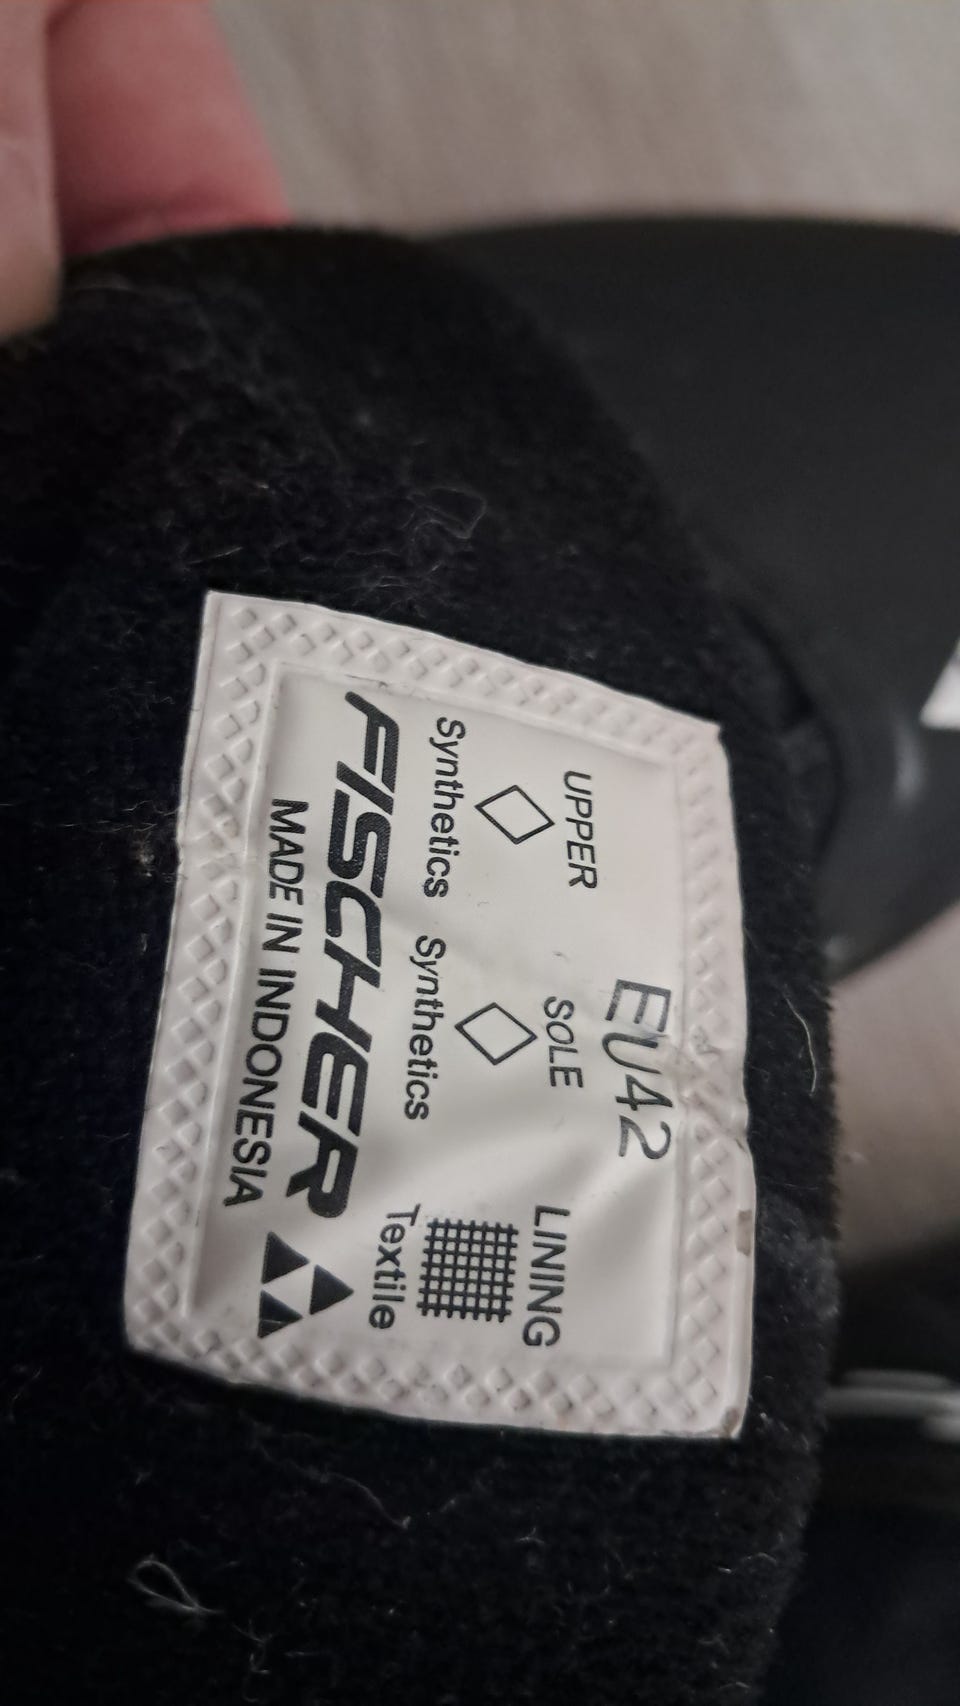 EU42
UPPER SOLE LINING
Synthetics Synthetics Textile
FISCHER
MADE IN INDONESIA